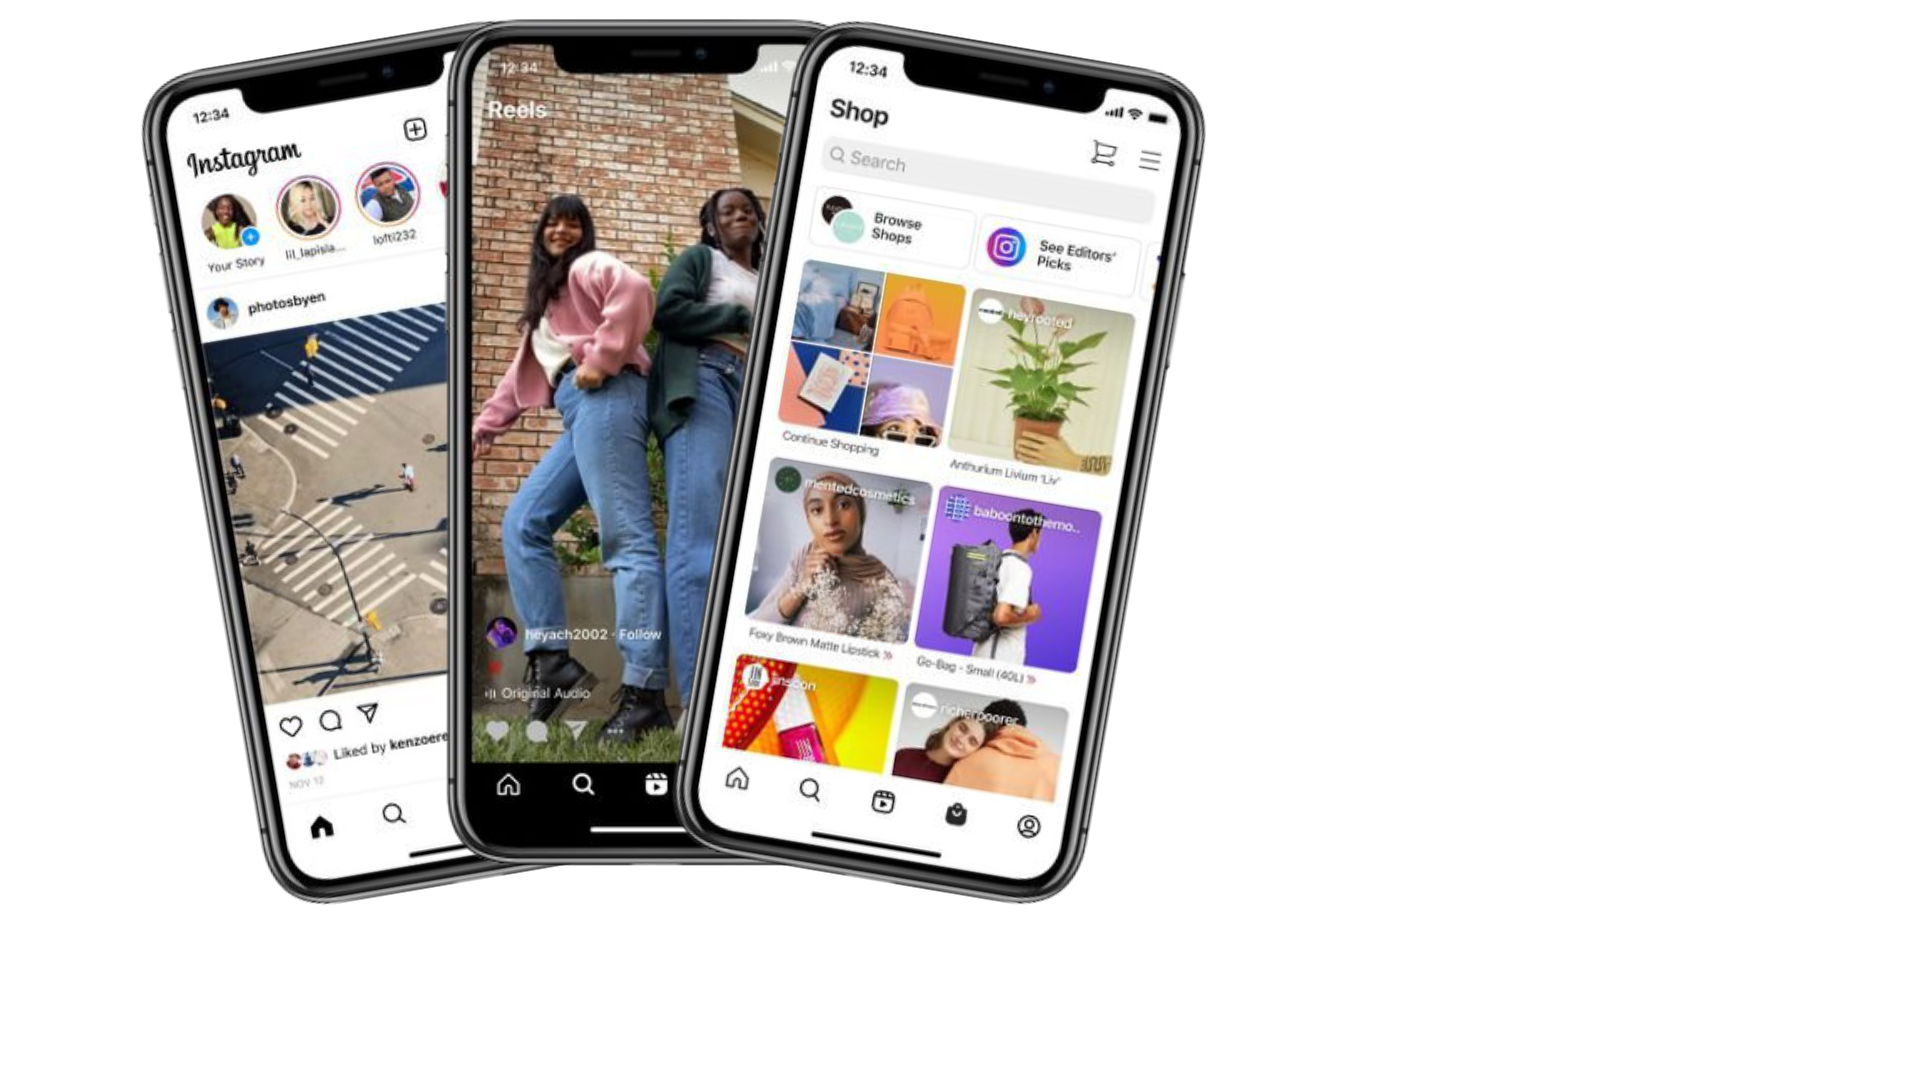 12:34
Instagram
Your Story
lil_lapisla...
lofti232
photosbyen
Liked by kenzoere
NOV 12
12:34
Reels
heyach2002 · Follow
Original Audio
12:34
Shop
Search
Browse
Shops
See Editors'
Picks
heyrooted
Continue Shopping
Anthurium Livium 'Liv'
mentedcosmetics
baboontothemo..
Foxy Brown Matte Lipstick »
Go-Bag - Small (40L) »
JIN
jinsoon
richerpoorer